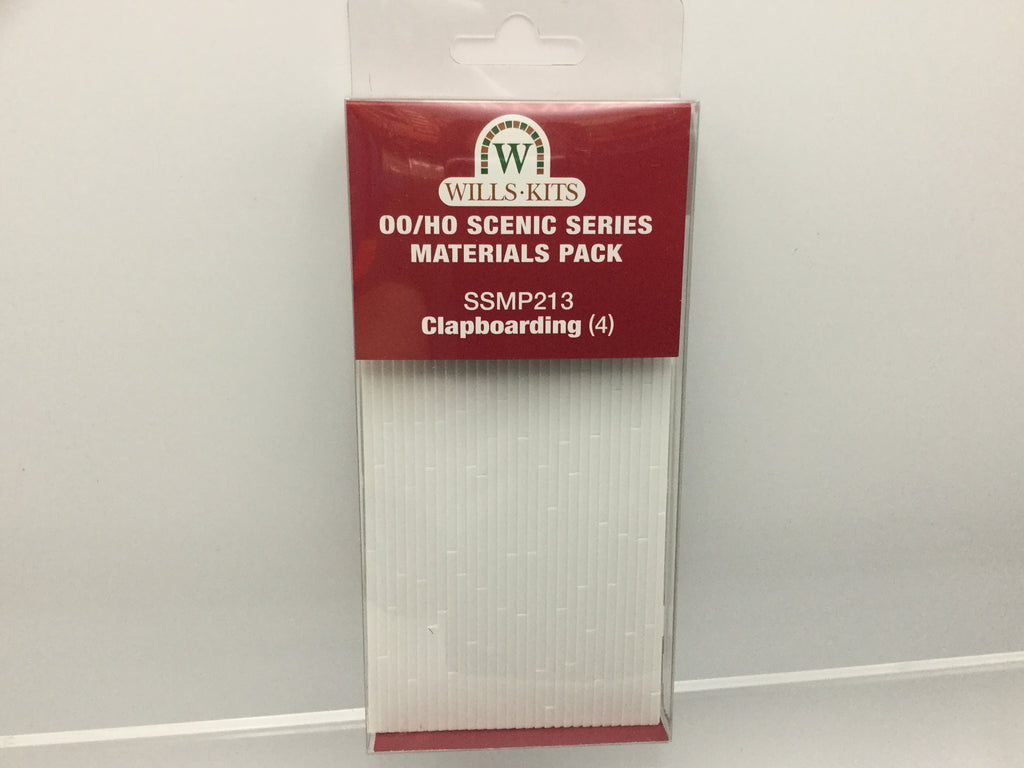 W
WILLS·KITS
OO/HO SCENIC SERIES
MATERIALS PACK
SSMP213
Clapboarding (4)